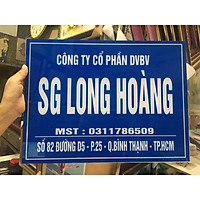 CÔNG TY CỔ PHẦN DVBV
SG LONG HOÀNG
MST : 0311786509
SỐ 82 ĐƯỜNG D5 - P.25 - Q.BÌNH THẠNH - TP.HCM